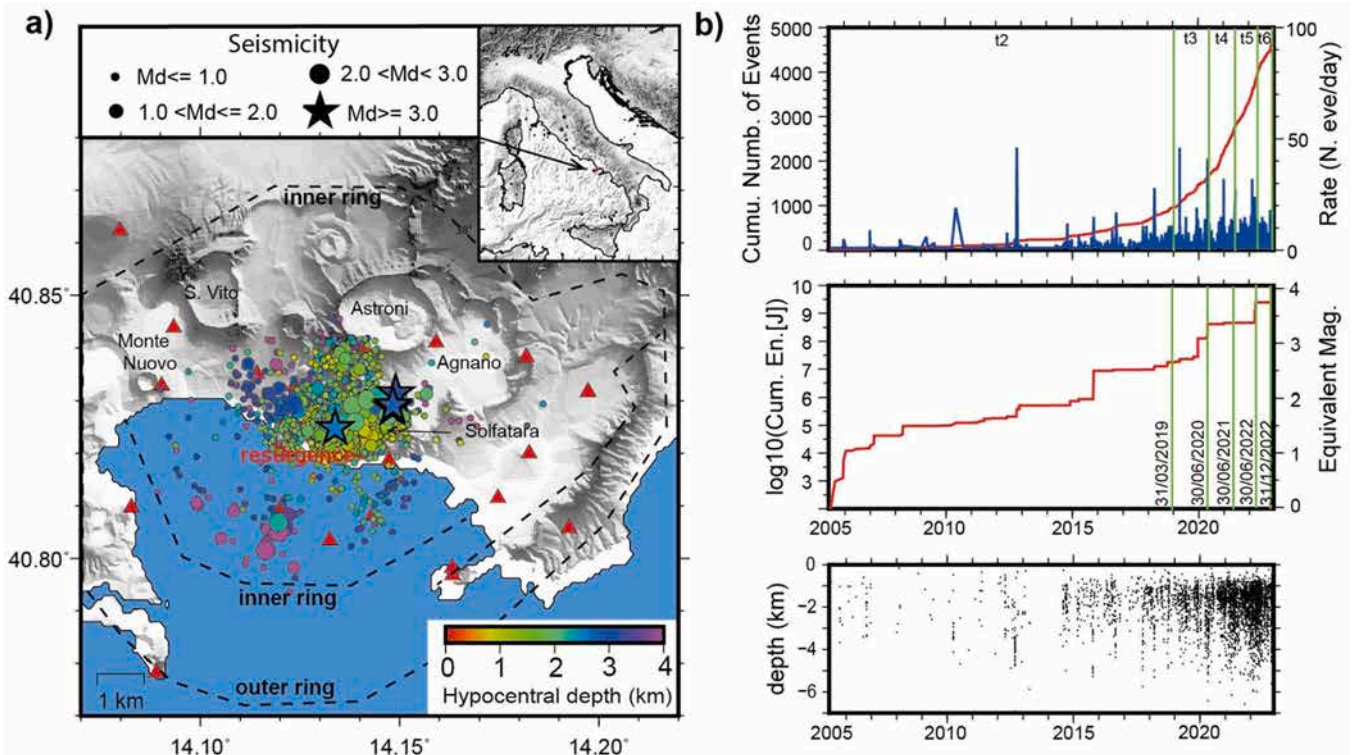 a)
Seismicity
Md<= 1.0
2.0 <Md< 3.0
1.0 <Md<= 2.0
Md>= 3.0
inner ring
40.85°
S. Vito
Astroni
Monte
Nuovo
Agnano
Solfatara
resurgence
40.80°
inner ring
outer ring
1 km
0 1 2 3 4
Hypocentral depth (km)
14.10° 14.15° 14.20°
b)
Cumu. Numb. of Events
5000
4000
3000
2000
1000
0
t2 t3 t4 t5 t6
100
50
0
Rate (N. eve/day)
2005 2010 2015 2020
log10(Cum. En.[J])
10
9
8
7
6
5
4
3
31/03/2019
30/06/2020
30/06/2021
30/06/2022
31/12/2022
4
3
2
1
0
Equivalent Mag.
2005 2010 2015 2020
depth (km)
0
−2
−4
−6
2005 2010 2015 2020